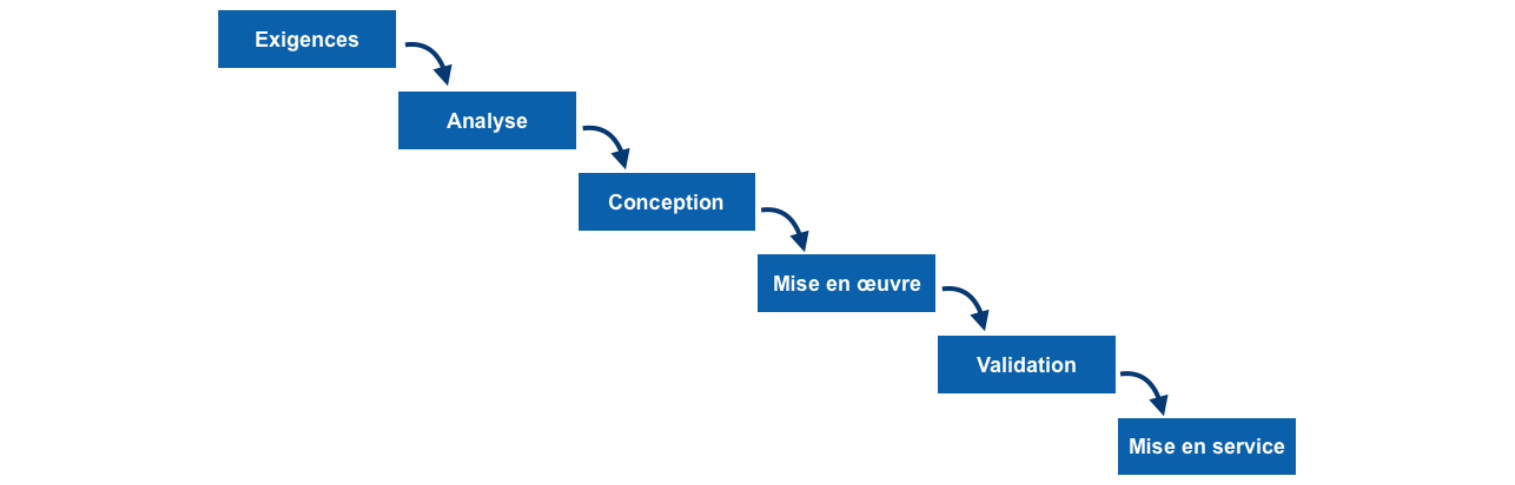 Exigences
Analyse
Conception
Mise en œuvre
Validation
Mise en service